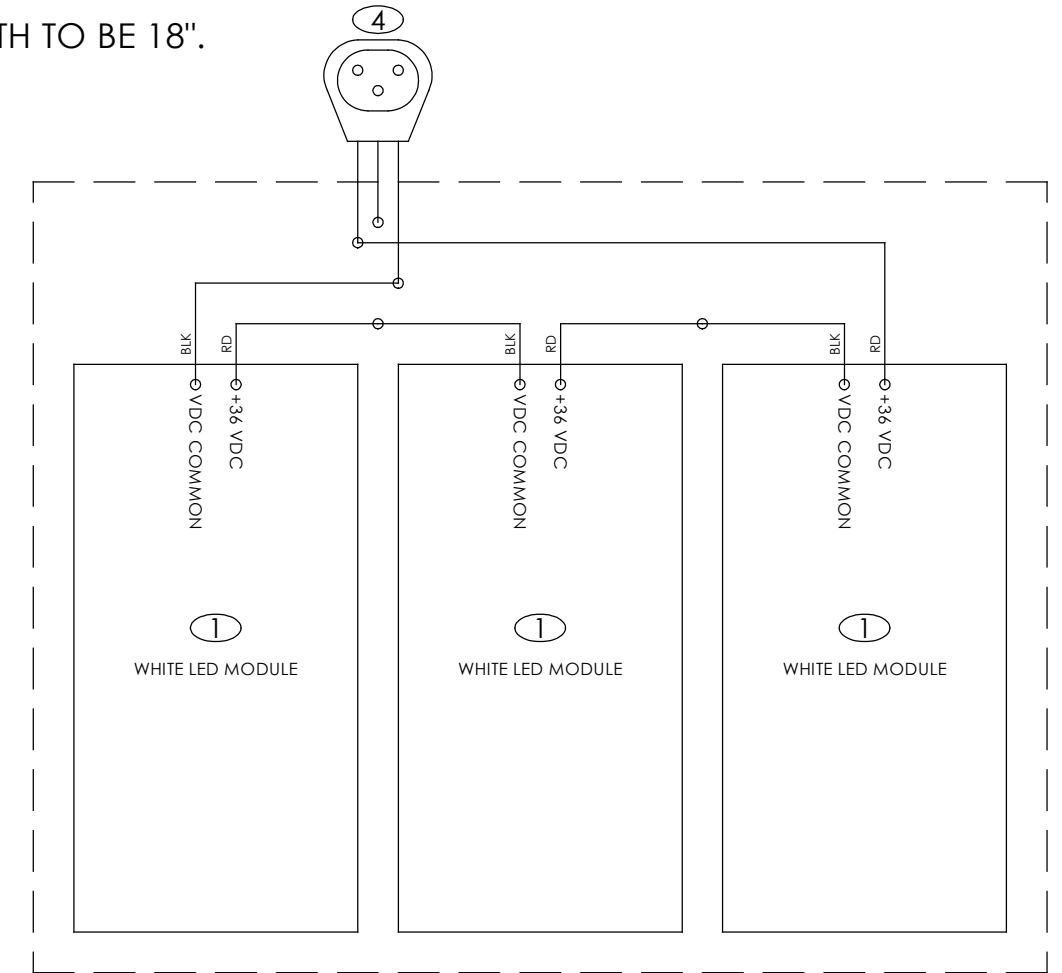 TH TO BE 18".
4
BLK
RD
BLK
RD
BLK
RD
VDC COMMON
+36 VDC
VDC COMMON
+36 VDC
VDC COMMON
+36 VDC
1
1
1
WHITE LED MODULE
WHITE LED MODULE
WHITE LED MODULE